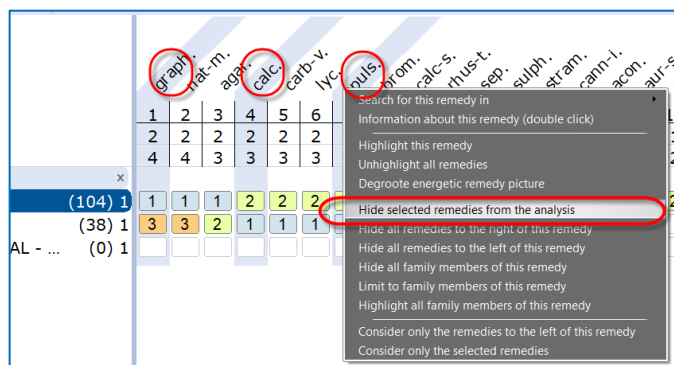 graph. nat-m. agar. calc. carb-v. lyc. puls. brom. calc-s. rhus-t. sep. sulph. stram. cann-i. acon. aur-s
1 2 3 4 5 6
2 2 2 2 2 2
4 4 3 3 3 3
x
(104) 1 1 1 1 2 2 2
(38) 1 3 3 2 1 1 1
AL - ... (0) 1
Search for this remedy in
Information about this remedy (double click)
Highlight this remedy
Unhighlight all remedies
Degroote energetic remedy picture
Hide selected remedies from the analysis
Hide all remedies to the right of this remedy
Hide all remedies to the left of this remedy
Hide all family members of this remedy
Limit to family members of this remedy
Highlight all family members of this remedy
Consider only the remedies to the left of this remedy
Consider only the selected remedies